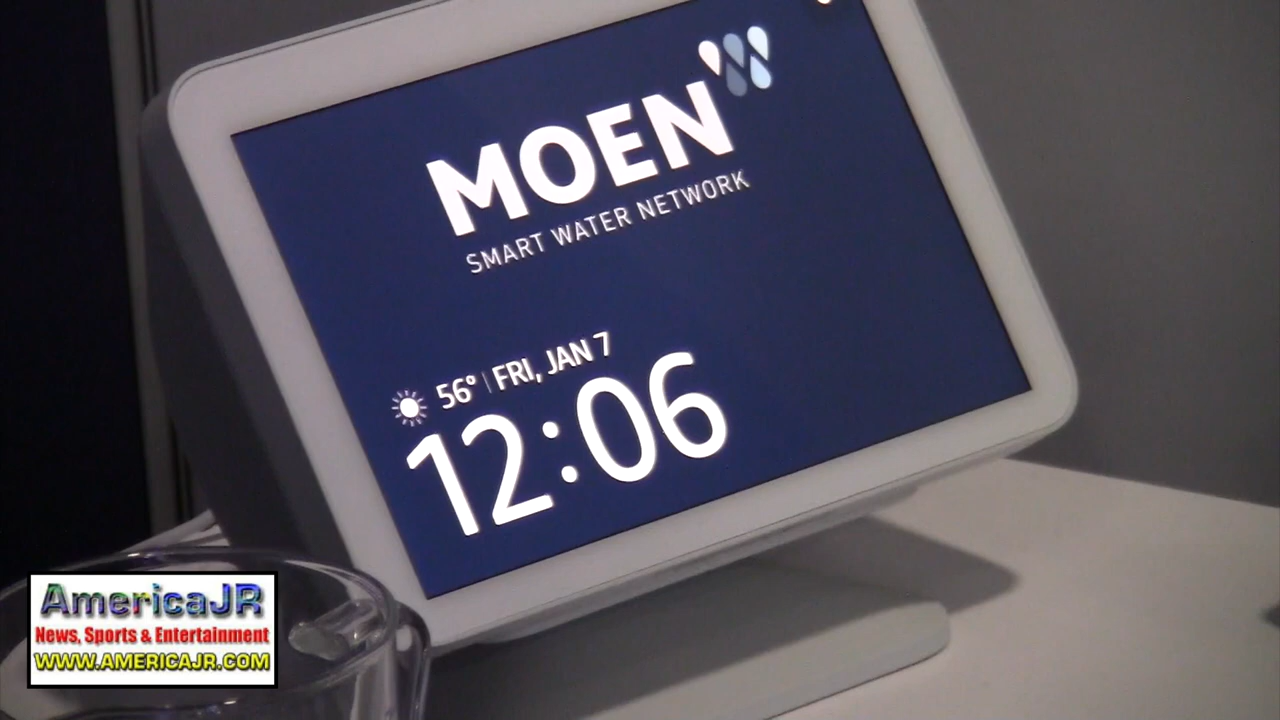 MOEN
SMART WATER NETWORK
56° | FRI, JAN 7
12:06
AmericaJR
News, Sports & Entertainment
WWW.AMERICAJR.COM